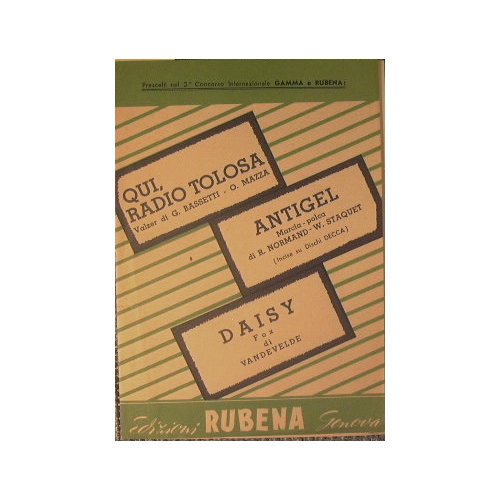 Prescelti nel 3° Concorso Internazionale GAMMA e RUBENA:
QUI,
RADIO TOLOSA
Valzer di G. BASSETTI - O. MAZZA
ANTIGEL
Marcia - polca
di R. NORMAND - W. STAQUET
(Incise su Dischi DECCA)
DAISY
Fox
di
VANDEVELDE
Edizioni RUBENA Genova